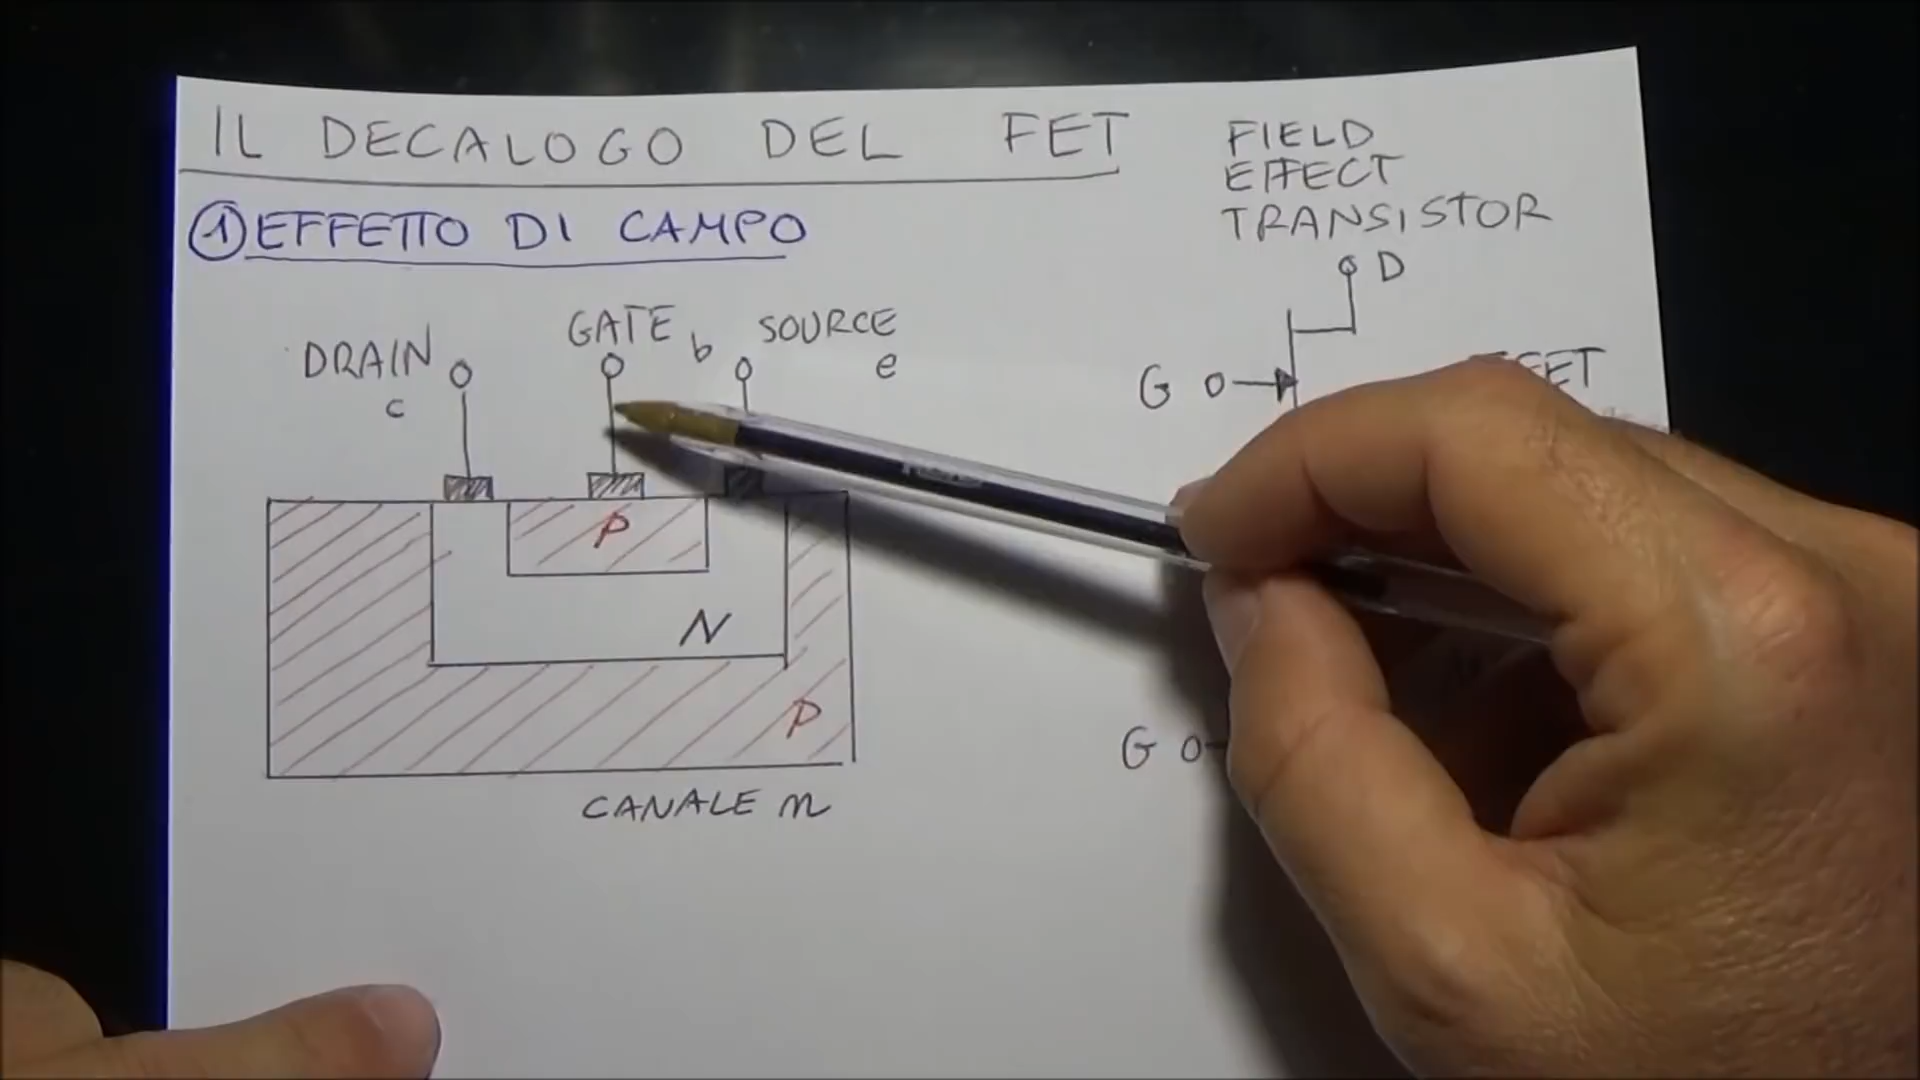 IL DECALOGO DEL FET
FIELD
EFFECT
TRANSISTOR
1 EFFETTO DI CAMPO
DRAIN
c
GATE b
SOURCE
e
P
N
P
CANALE n
D
G
G